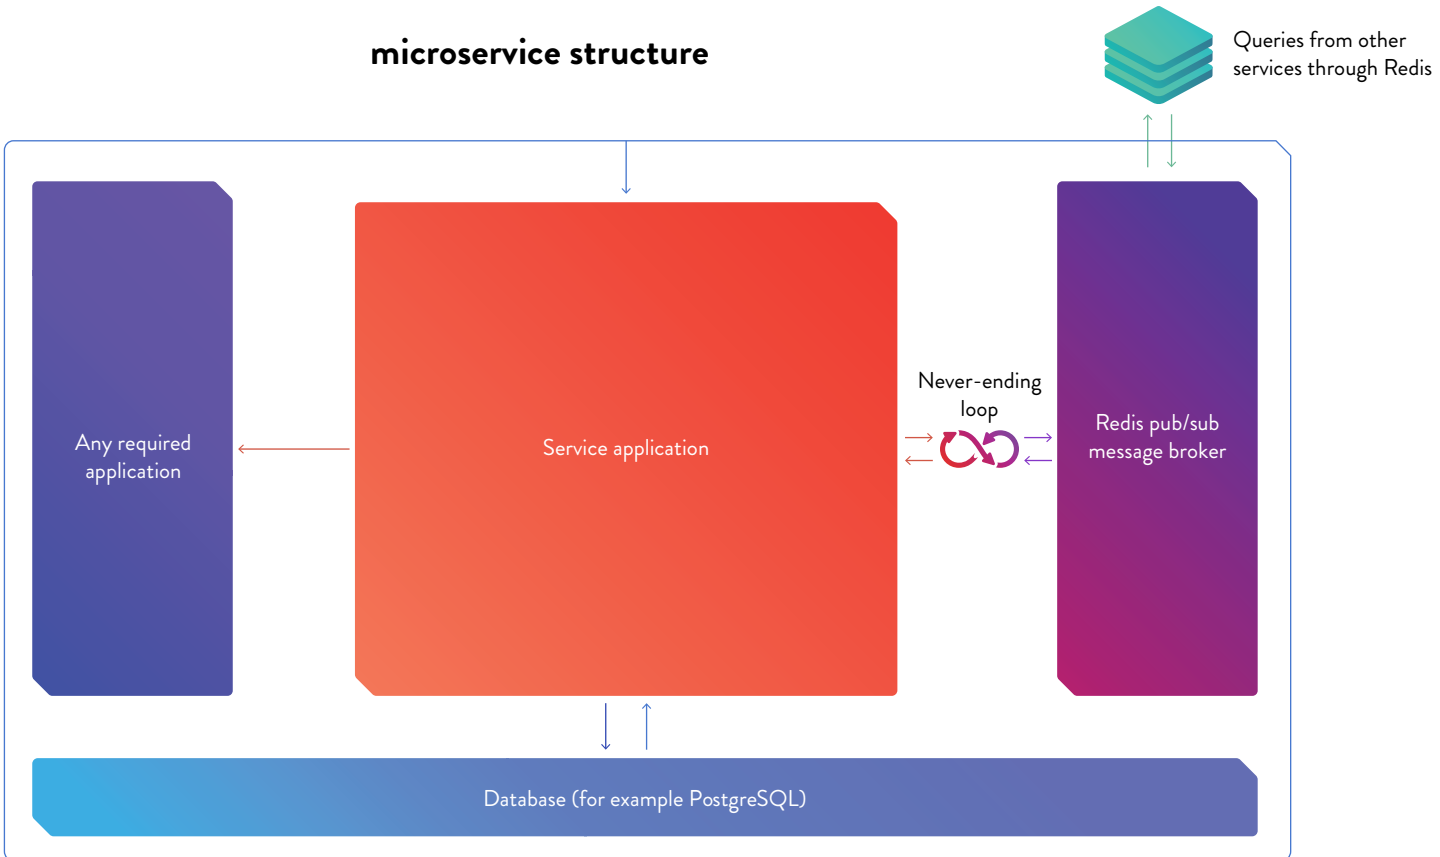 microservice structure
Queries from other
services through Redis
Any required
application
Service application
Never-ending
loop
Redis pub/sub
message broker
Database (for example PostgreSQL)